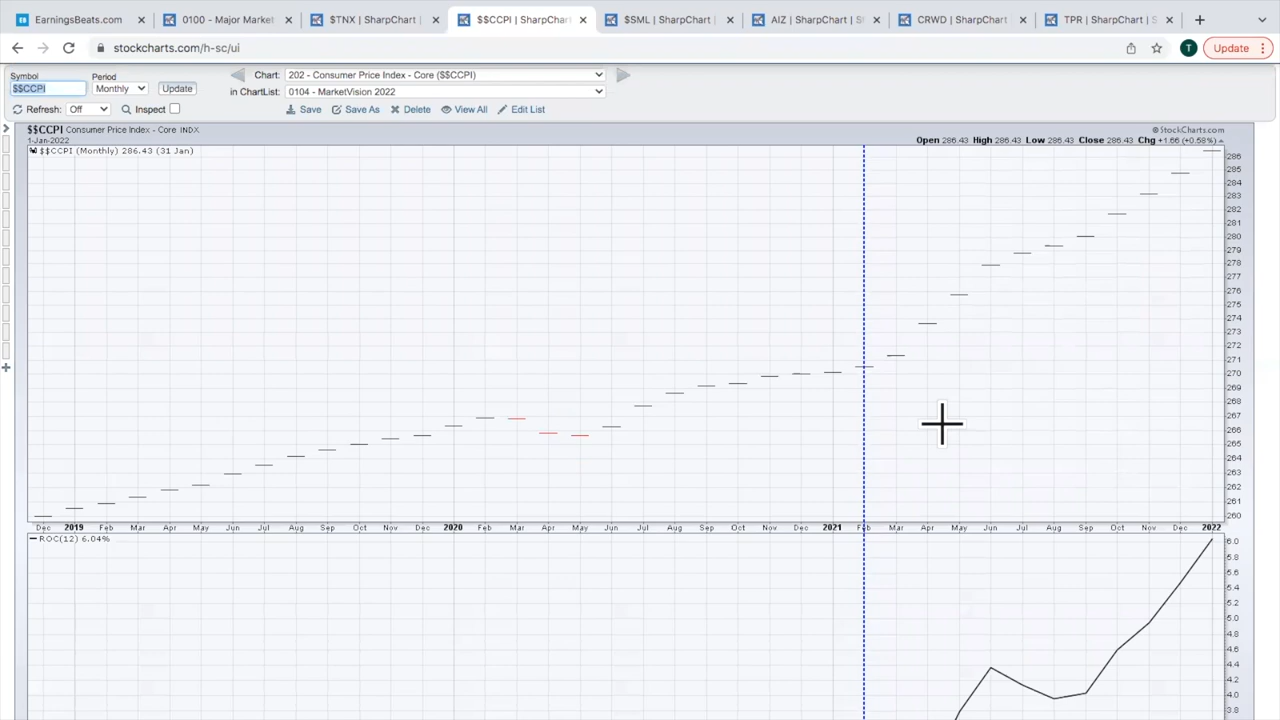 EarningsBeats.com
0100 - Major Market
$TNX | SharpChart
$$CCPI | SharpChart
$SML | SharpChart
AIZ | SharpChart | S
CRWD | SharpChart
TPR | SharpChart | S
stockcharts.com/h-sc/ui
T
Update
Symbol
Period
$$CCPI
Monthly
Update
Chart:
202 - Consumer Price Index - Core ($$CCPI)
in ChartList:
0104 - MarketVision 2022
Refresh: Off
Inspect
Save
Save As
Delete
View All
Edit List
$$CCPI Consumer Price Index - Core INDX
© StockCharts.com
1-Jan-2022
Open 286.43 High 286.43 Low 286.43 Close 286.43 Chg +1.66 (+0.58%)
$$CCPI (Monthly) 286.43 (31 Jan)
286
285
284
283
282
281
280
279
278
277
276
275
274
273
272
271
270
269
268
267
266
265
264
263
262
261
260
Dec 2019 Feb Mar Apr May Jun Jul Aug Sep Oct Nov Dec 2020 Feb Mar Apr May Jun Jul Aug Sep Oct Nov Dec 2021 Feb Mar Apr May Jun Jul Aug Sep Oct Nov Dec 2022
ROC(12) 6.04%
6.0
5.8
5.6
5.4
5.2
5.0
4.8
4.6
4.4
4.2
4.0
3.8